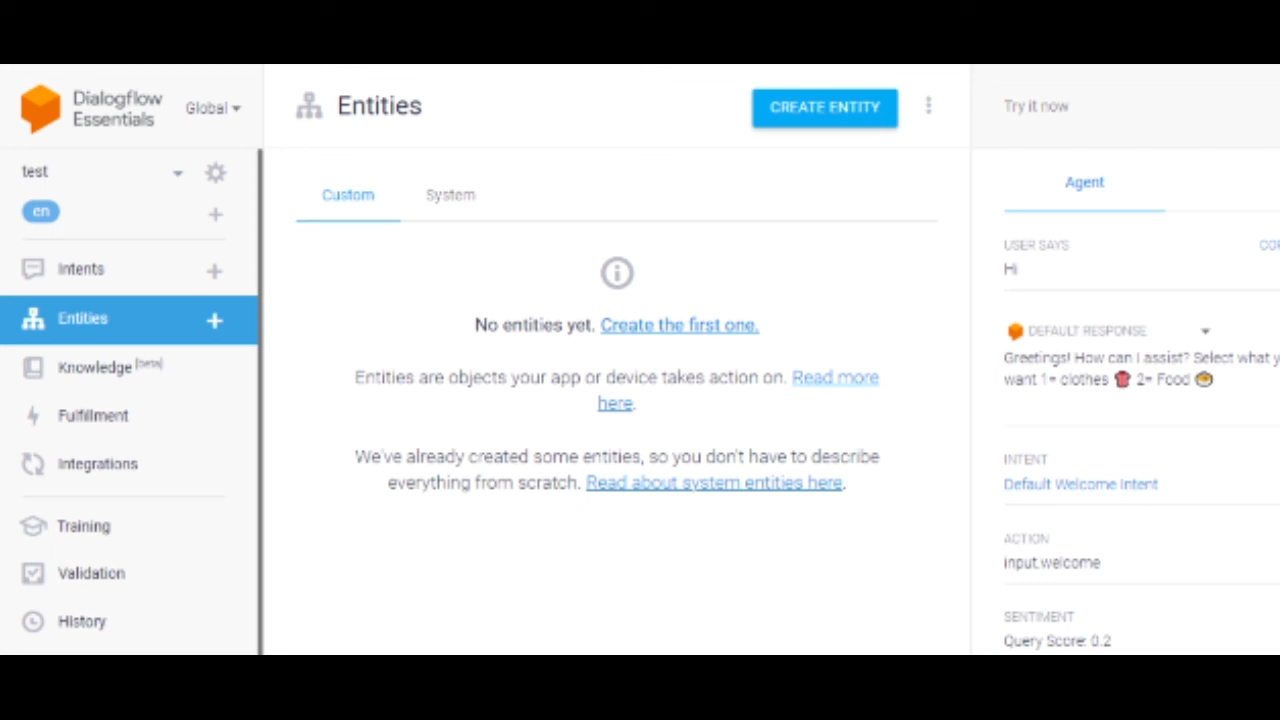 Dialogflow
Essentials
Global
test
en
Intents
Entities
Knowledge [beta]
Fulfillment
Integrations
Training
Validation
History
Entities
CREATE ENTITY
Custom
System
No entities yet. Create the first one.
Entities are objects your app or device takes action on. Read more
here.
We've already created some entities, so you don't have to describe
everything from scratch. Read about system entities here.
Try it now
Agent
USER SAYS
Hi
DEFAULT RESPONSE
Greetings! How can I assist? Select what y
want 1= clothes 👚 2= Food 🍲
INTENT
Default Welcome Intent
ACTION
input.welcome
SENTIMENT
Query Score: 0.2